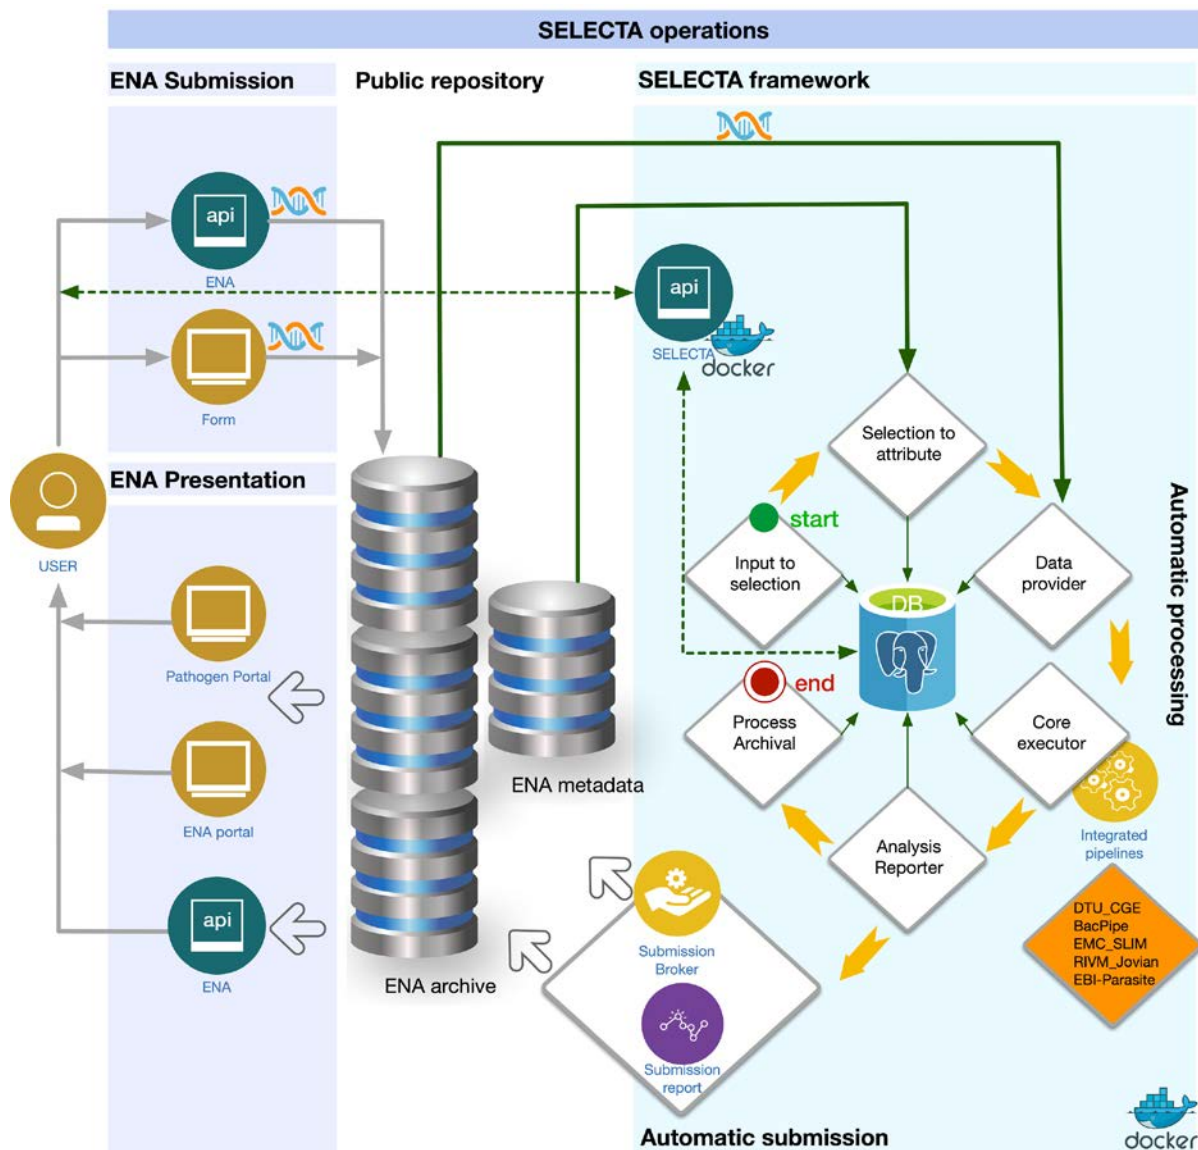 SELECTA operations
ENA Submission
Public repository
SELECTA framework
api
ENA
api
SELECTA
docker
Form
Selection to
attribute
ENA Presentation
start
Input to
selection
Data
provider
DB
USER
Automatic processing
Pathogen Portal
end
Process
Archival
Core
executor
ENA metadata
ENA portal
Integrated
pipelines
Analysis
Reporter
api
ENA
ENA archive
Submission
Broker
DTU_CGE
BacPipe
EMC_SLIM
RIVM_Jovian
EBI-Parasite
Submission
report
Automatic submission
docker